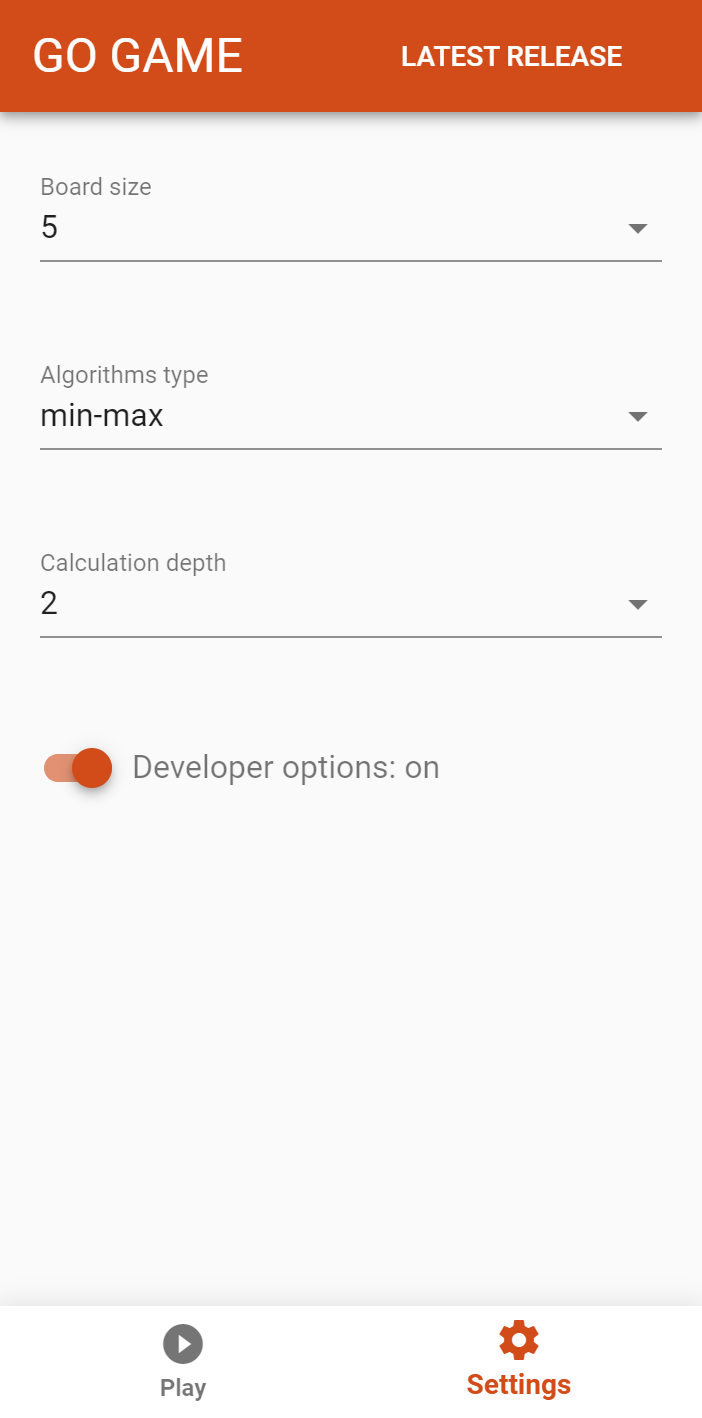 GO GAME LATEST RELEASE
Board size
5
Algorithms type
min-max
Calculation depth
2
Developer options: on
Play Settings